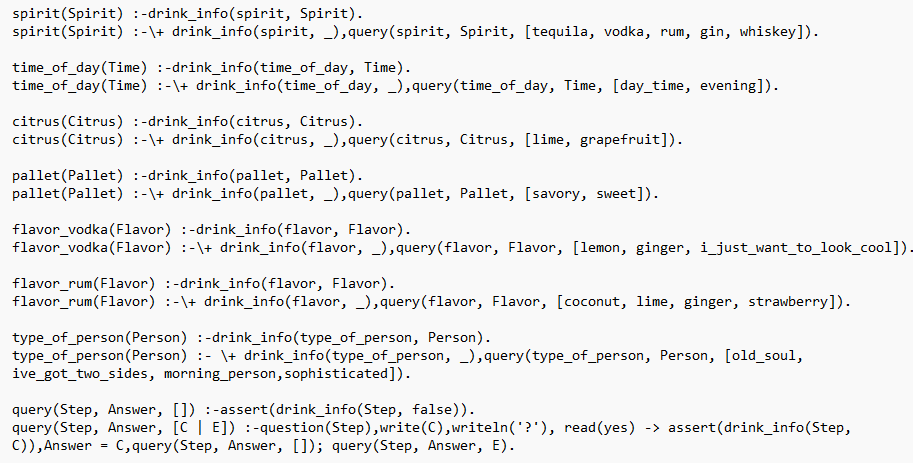 spirit(Spirit) :-drink_info(spirit, Spirit).
spirit(Spirit) :-\+ drink_info(spirit, _),query(spirit, Spirit, [tequila, vodka, rum, gin, whiskey]).
time_of_day(Time) :-drink_info(time_of_day, Time).
time_of_day(Time) :-\+ drink_info(time_of_day, _),query(time_of_day, Time, [day_time, evening]).
citrus(Citrus) :-drink_info(citrus, Citrus).
citrus(Citrus) :-\+ drink_info(citrus, _),query(citrus, Citrus, [lime, grapefruit]).
pallet(Pallet) :-drink_info(pallet, Pallet).
pallet(Pallet) :-\+ drink_info(pallet, _),query(pallet, Pallet, [savory, sweet]).
flavor_vodka(Flavor) :-drink_info(flavor, Flavor).
flavor_vodka(Flavor) :-\+ drink_info(flavor, _),query(flavor, Flavor, [lemon, ginger, i_just_want_to_look_cool]).
flavor_rum(Flavor) :-drink_info(flavor, Flavor).
flavor_rum(Flavor) :-\+ drink_info(flavor, _),query(flavor, Flavor, [coconut, lime, ginger, strawberry]).
type_of_person(Person) :-drink_info(type_of_person, Person).
type_of_person(Person) :- \+ drink_info(type_of_person, _),query(type_of_person, Person, [old_soul,
ive_got_two_sides, morning_person,sophisticated]).
query(Step, Answer, []) :-assert(drink_info(Step, false)).
query(Step, Answer, [C | E]) :-question(Step),write(C),writeln('?'), read(yes) -> assert(drink_info(Step,
C)),Answer = C,query(Step, Answer, []); query(Step, Answer, E).